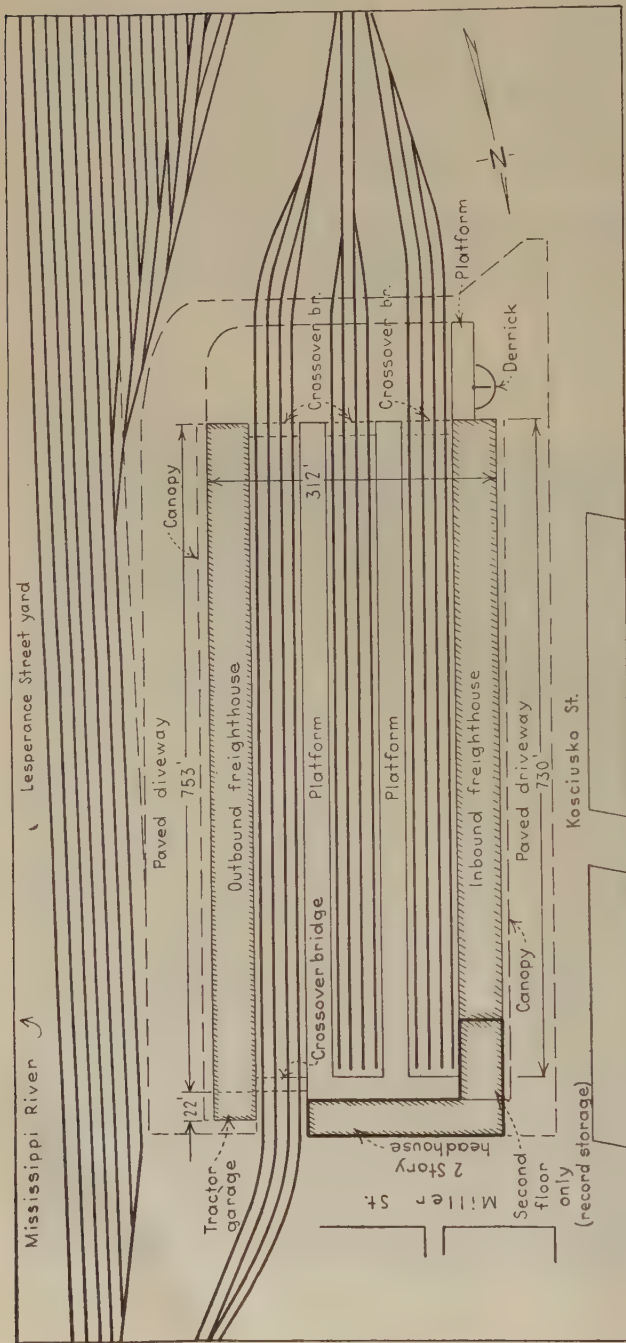 Mississippi River
Lesperance Street yard
Paved diveway
Canopy
753'
22'
Outbound freighthouse
Tractor
garage
Crossover bridge
Crossover br.
Crossover br.
Platform
Platform
312'
Platform
Derrick
N
Inbound freighthouse
Paved driveway
730'
Canopy
2 Story
headhouse
Miller St.
Second
floor
only
(record storage)
Kosciusko St.